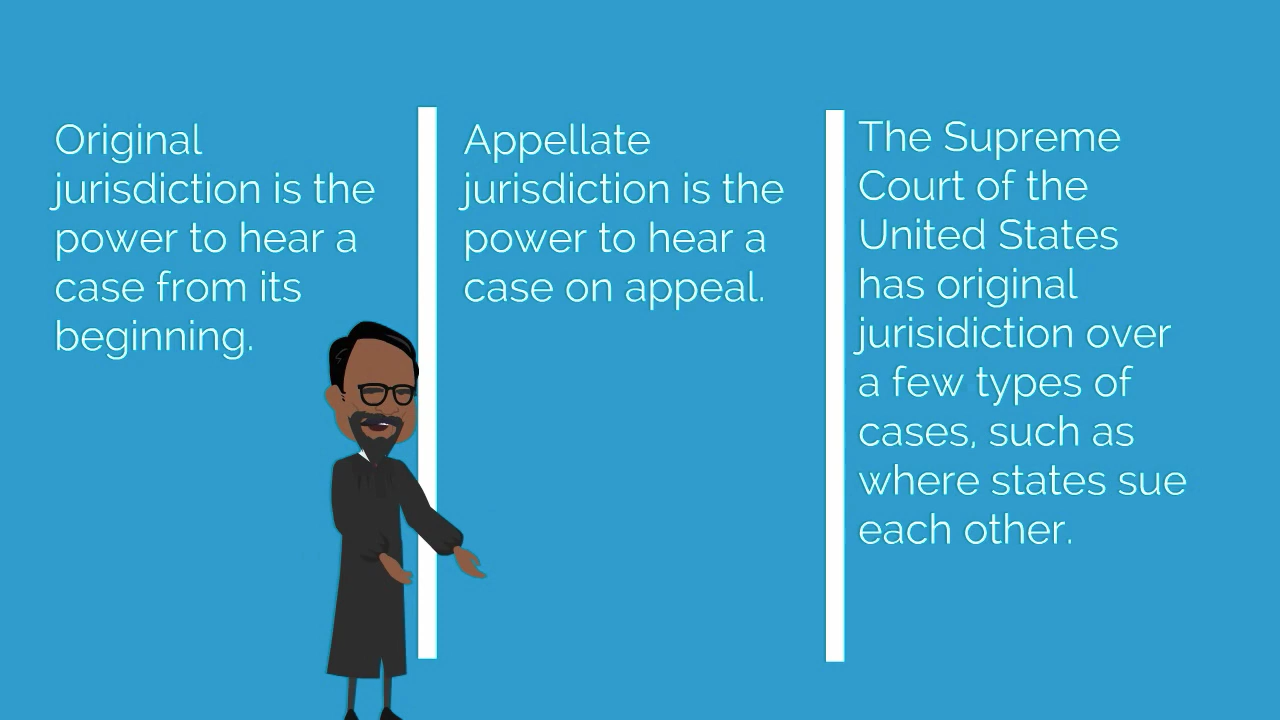 Original
jurisdiction is the
power to hear a
case from its
beginning.
Appellate
jurisdiction is the
power to hear a
case on appeal.
The Supreme
Court of the
United States
has original
jurisidiction over
a few types of
cases, such as
where states sue
each other.